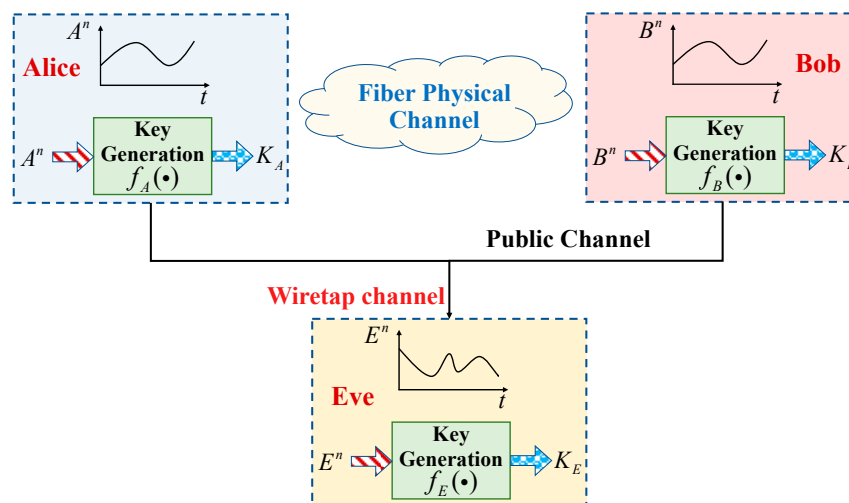 A^n
Alice
t
A^n
Key
Generation
f_A(•)
K_A
Fiber Physical
Channel
B^n
Bob
t
B^n
Key
Generation
f_B(•)
K
Public Channel
Wiretap channel
E^n
Eve
t
E^n
Key
Generation
f_E(•)
K_E